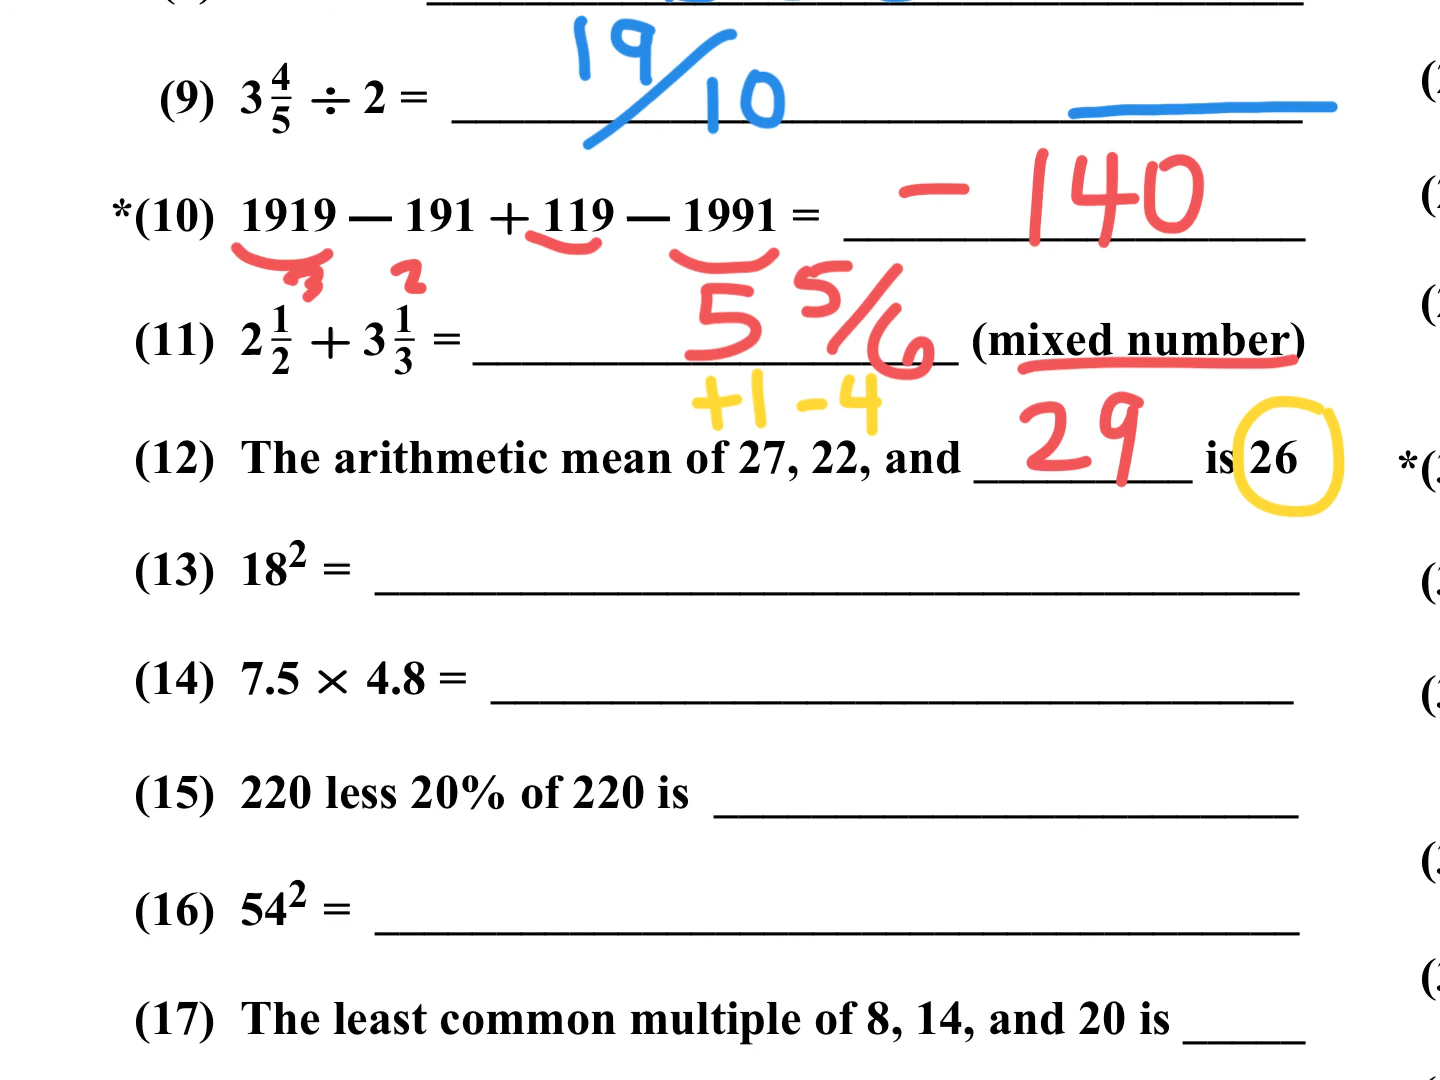 (9) 3 4/5 ÷ 2 = 19/10
*(10) 1919 — 191 + 119 — 1991 = - 140
3 2
(11) 2 1/2 + 3 1/3 = 5 5/6 (mixed number)
+1 -4
(12) The arithmetic mean of 27, 22, and 29 is 26
(13) 18² =
(14) 7.5 × 4.8 =
(15) 220 less 20% of 220 is
(16) 54² =
(17) The least common multiple of 8, 14, and 20 is